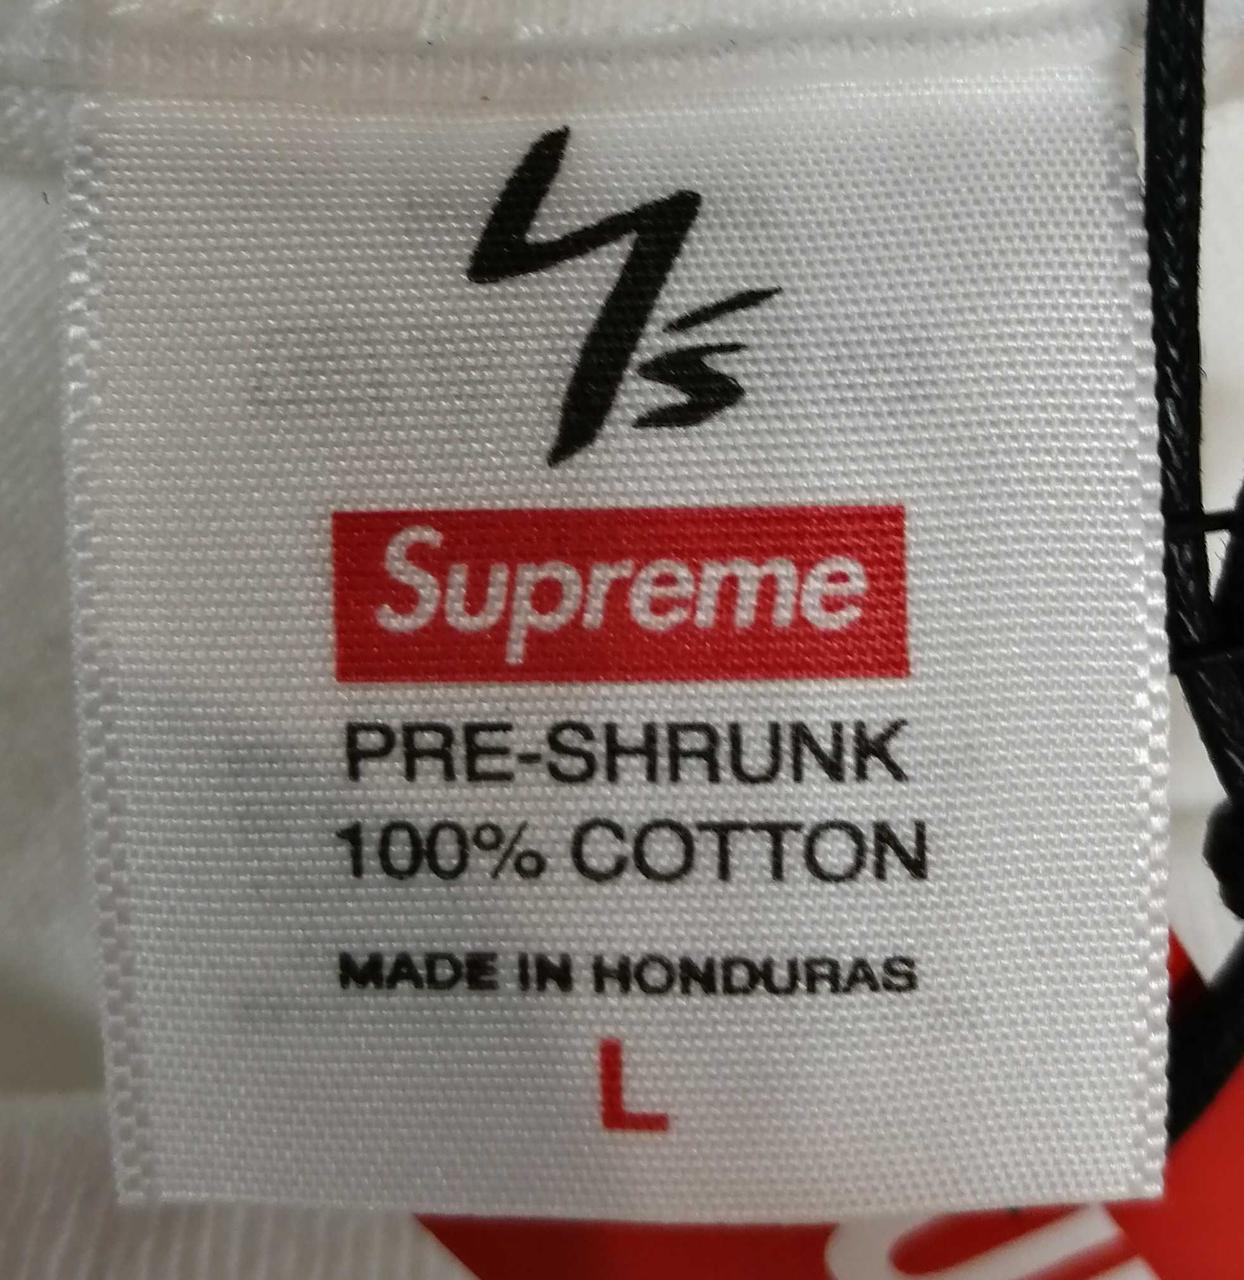 Y's
Supreme
PRE-SHRUNK
100% COTTON
MADE IN HONDURAS
L